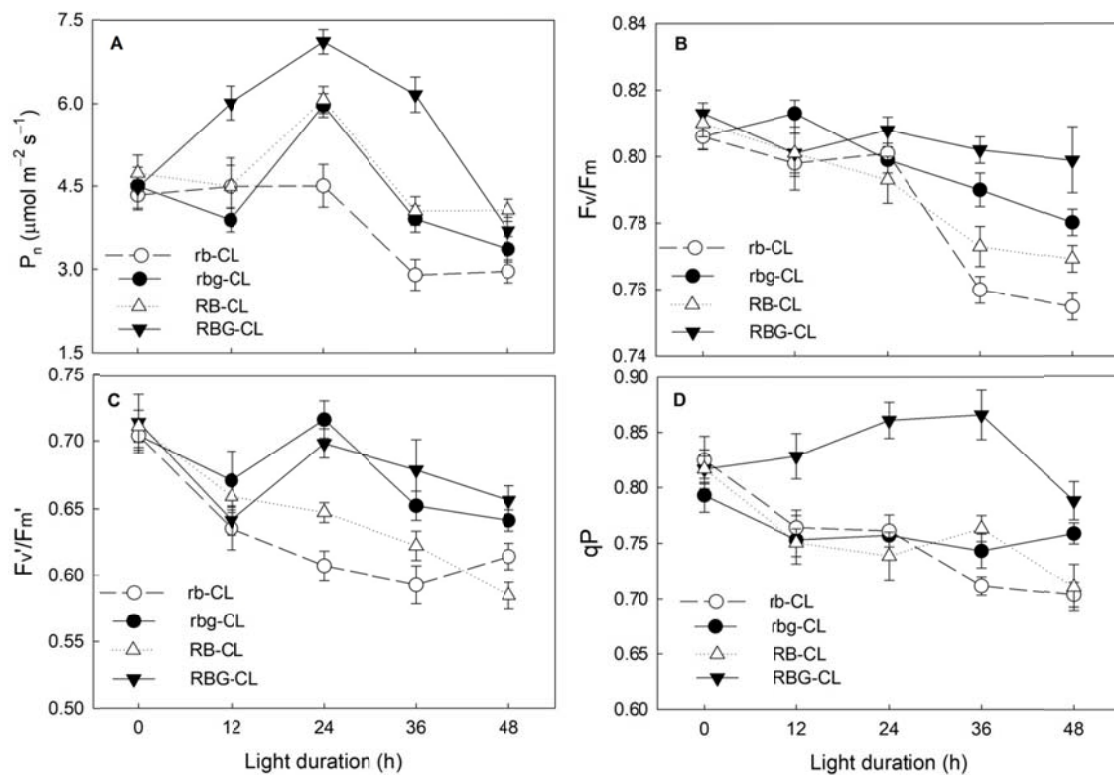 A
7.5
6.0
4.5
3.0
1.5
Pn (μmol m⁻² s⁻¹)
rb-CL
rbg-CL
RB-CL
RBG-CL
B
0.84
0.82
0.80
0.78
0.76
0.74
Fv/Fm
rb-CL
rbg-CL
RB-CL
RBG-CL
C
0.75
0.70
0.65
0.60
0.55
0.50
Fv'/Fm'
rb-CL
rbg-CL
RB-CL
RBG-CL
0 12 24 36 48
Light duration (h)
D
0.90
0.85
0.80
0.75
0.70
0.65
0.60
qP
rb-CL
rbg-CL
RB-CL
RBG-CL
0 12 24 36 48
Light duration (h)